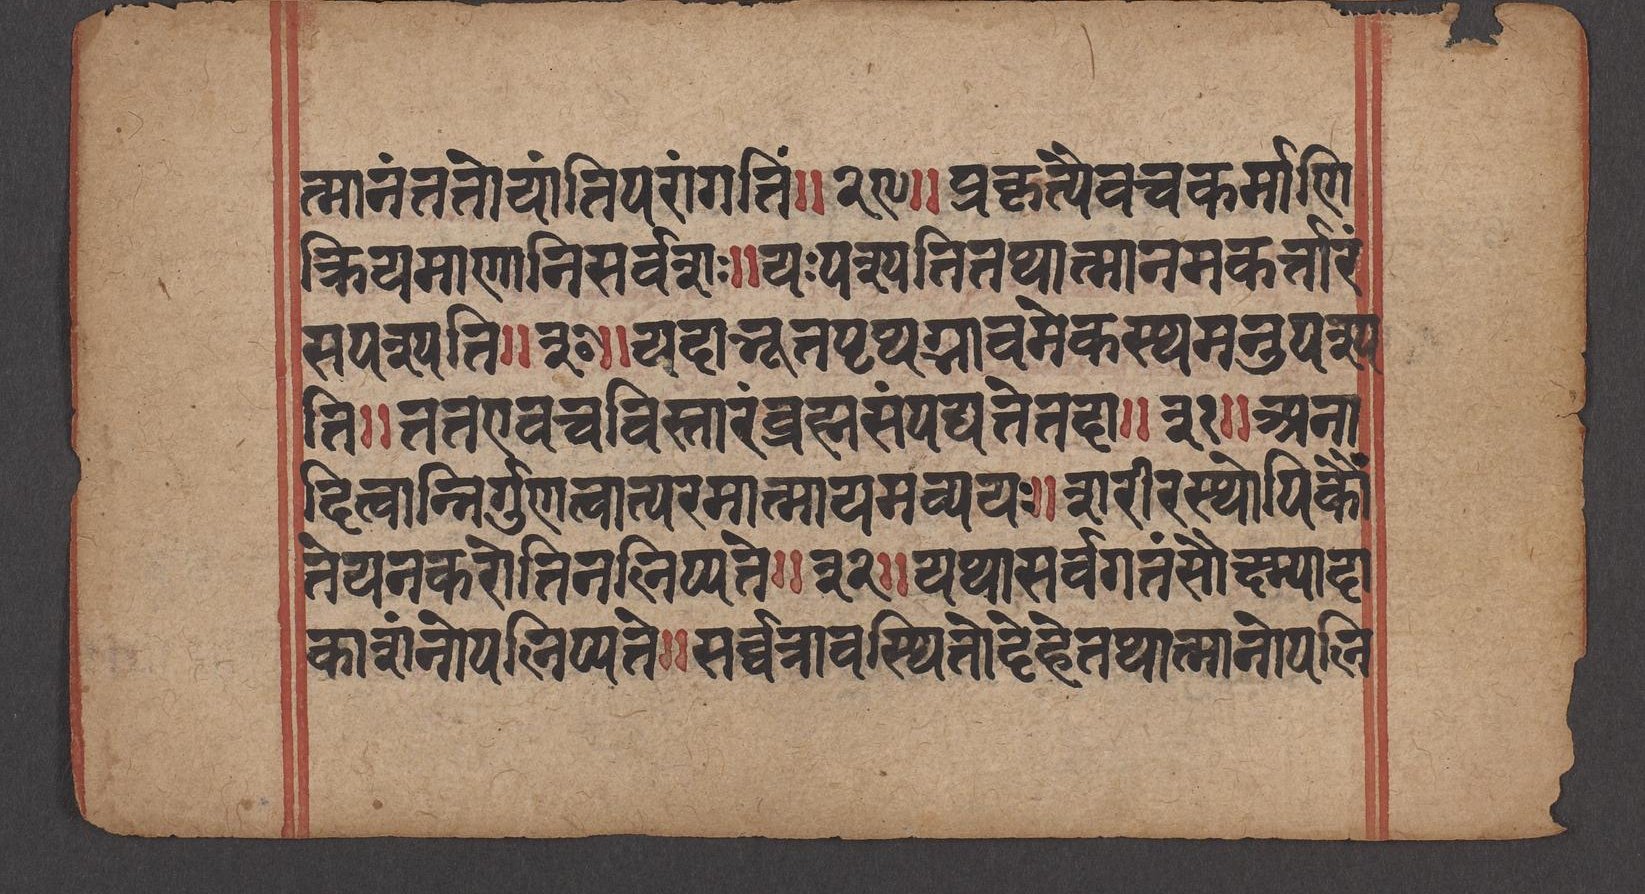 त्मानंततोयांतिपरांगतिं॥२९॥प्रकृत्यैवचकर्माणि
क्रियमाणानिसर्वशः॥यःपश्यतितथात्मानमकर्त्तारं
सपश्यति॥३०॥यदाभूतपृथग्भावमेकस्थमनुपश्य
ति॥ततएवचविस्तारंब्रह्मसंपद्यतेतदा॥३१॥अना
दित्वान्निर्गुणत्वात्परमात्मायमव्ययः॥शरीरस्थोपिकौं
तेयनकरोतिनलिप्यते॥३२॥यथासर्वगतंसौक्ष्म्यादा
काशंनोपलिप्यते॥सर्वत्रावस्थितोदेहेतथात्मानोपलि